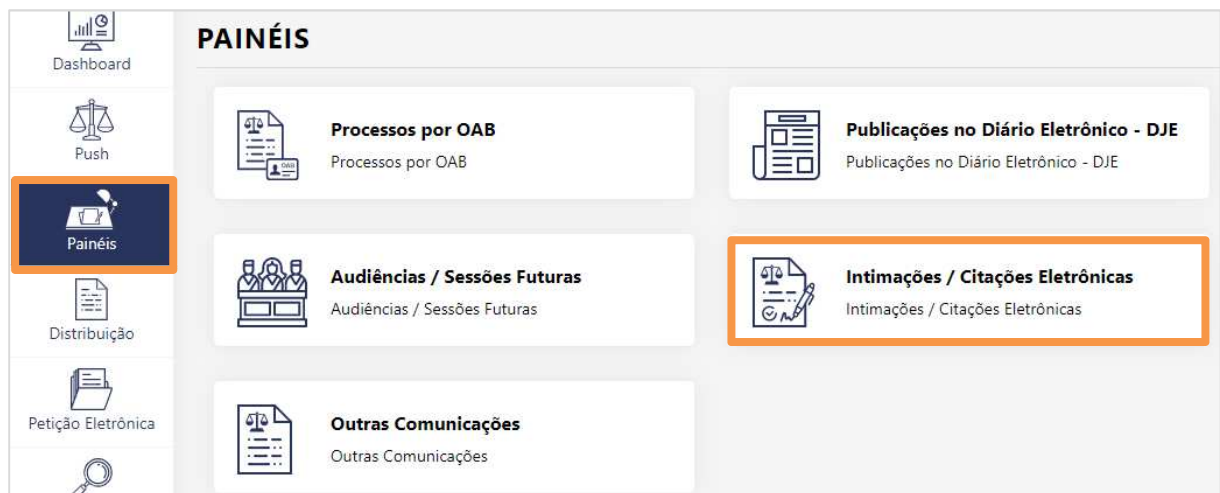 Dashboard
Push
Painéis
Distribuição
Petição Eletrônica
PAINÉIS
OAB
Processos por OAB
Processos por OAB
Publicações no Diário Eletrônico - DJE
Publicações no Diário Eletrônico - DJE
Audiências / Sessões Futuras
Audiências / Sessões Futuras
Intimações / Citações Eletrônicas
Intimações / Citações Eletrônicas
Outras Comunicações
Outras Comunicações